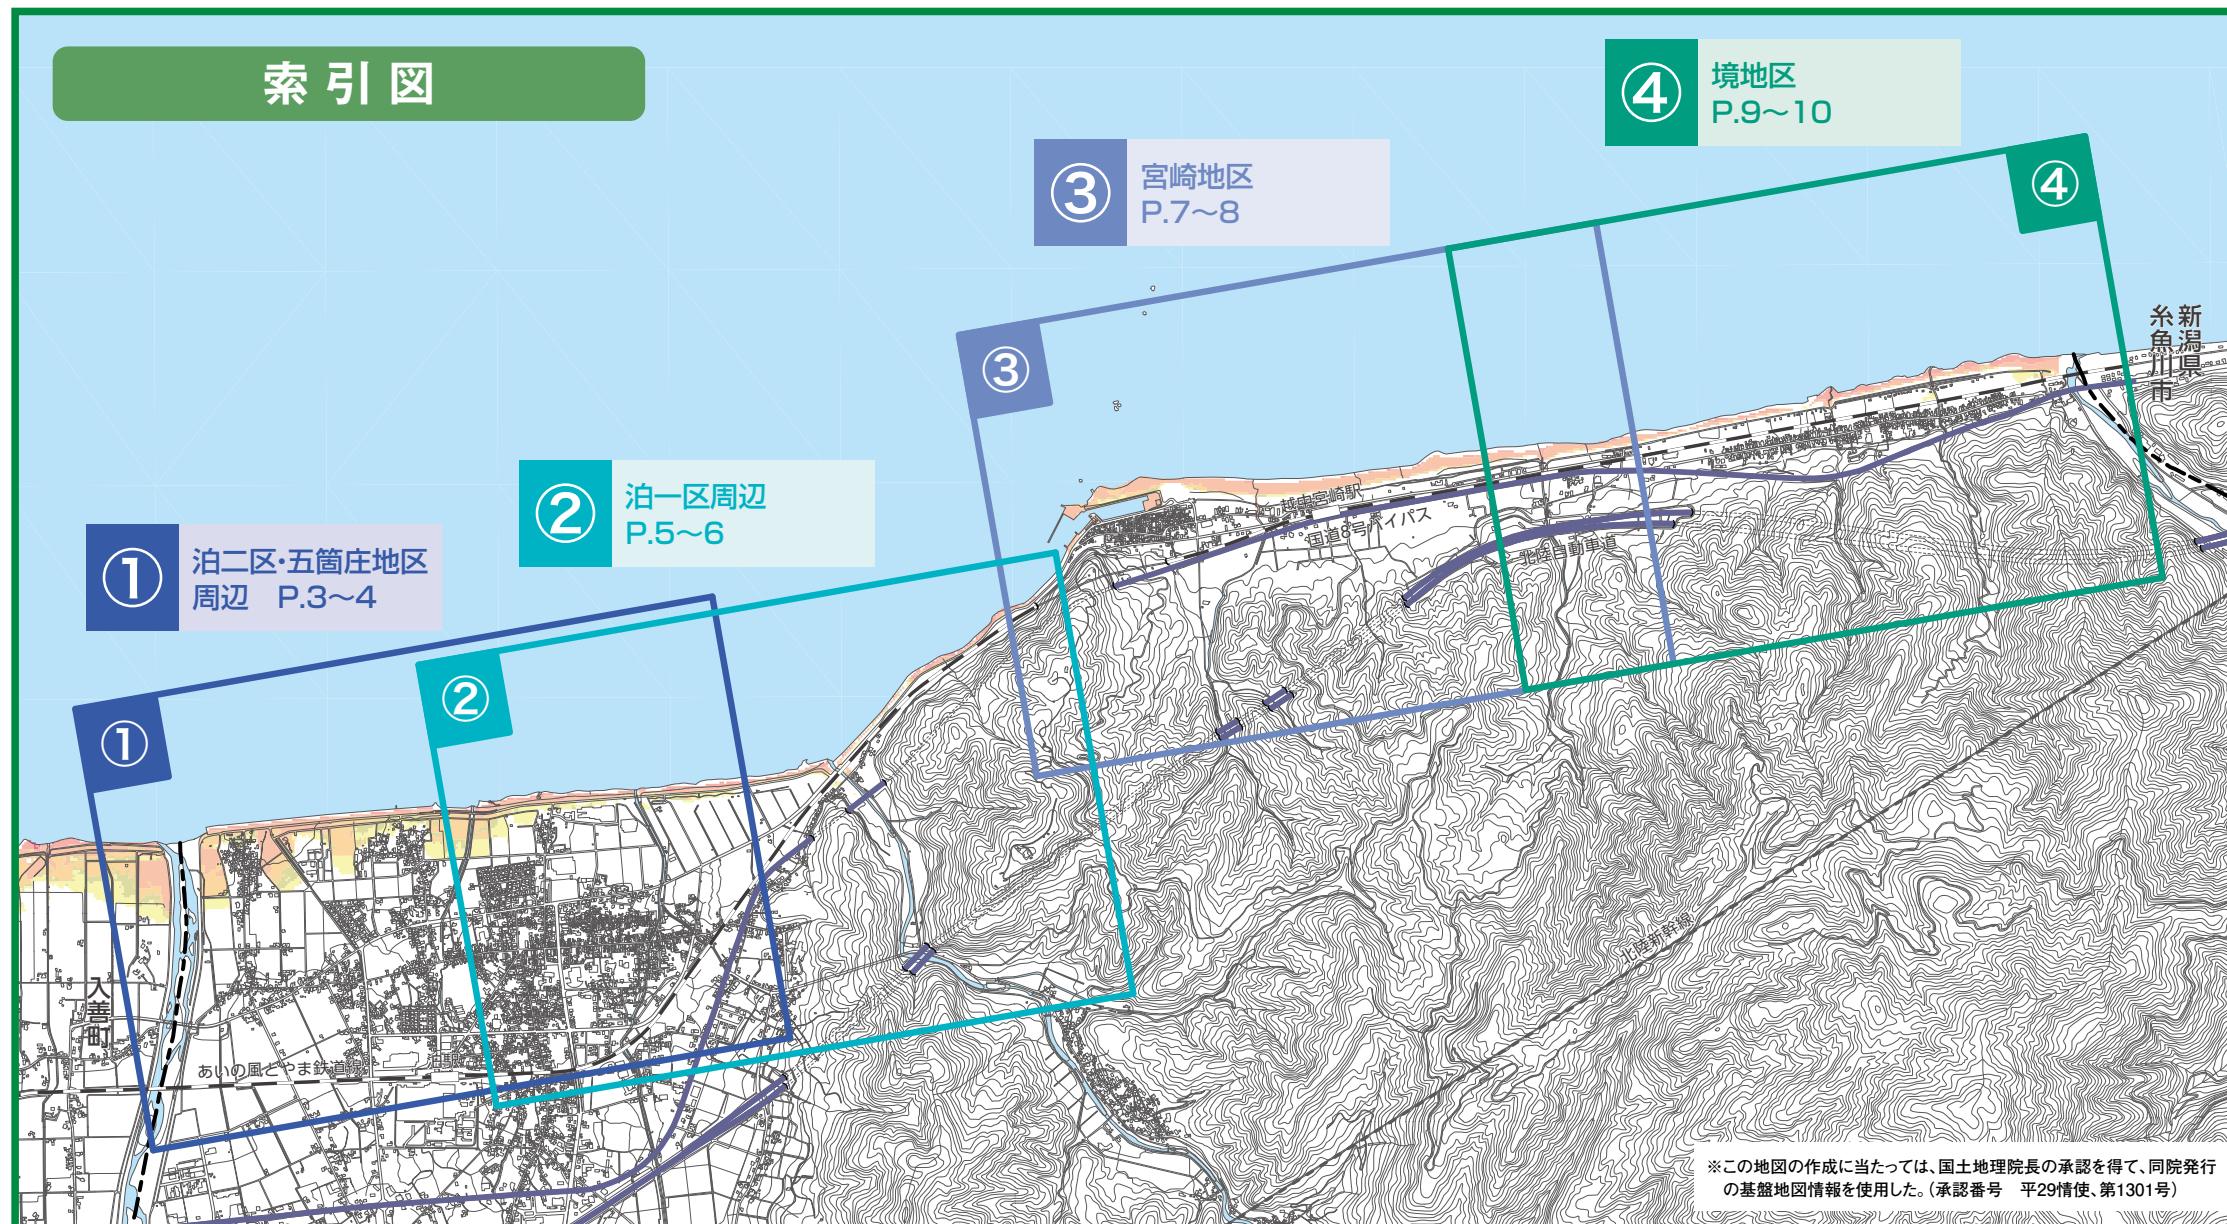 索引図
④
境地区
P.9～10
③
宮崎地区
P.7～8
②
泊一区周辺
P.5～6
①
泊二区・五箇庄地区
周辺　P.3～4
④
③
②
①
新潟県
糸魚川市
越中宮崎駅
国道8号バイパス
北陸自動車道
北陸新幹線
入善町
あいの風とやま鉄道線
泊駅
※この地図の作成に当たっては、国土地理院長の承認を得て、同院発行
の基盤地図情報を使用した。（承認番号　平29情使、第1301号）